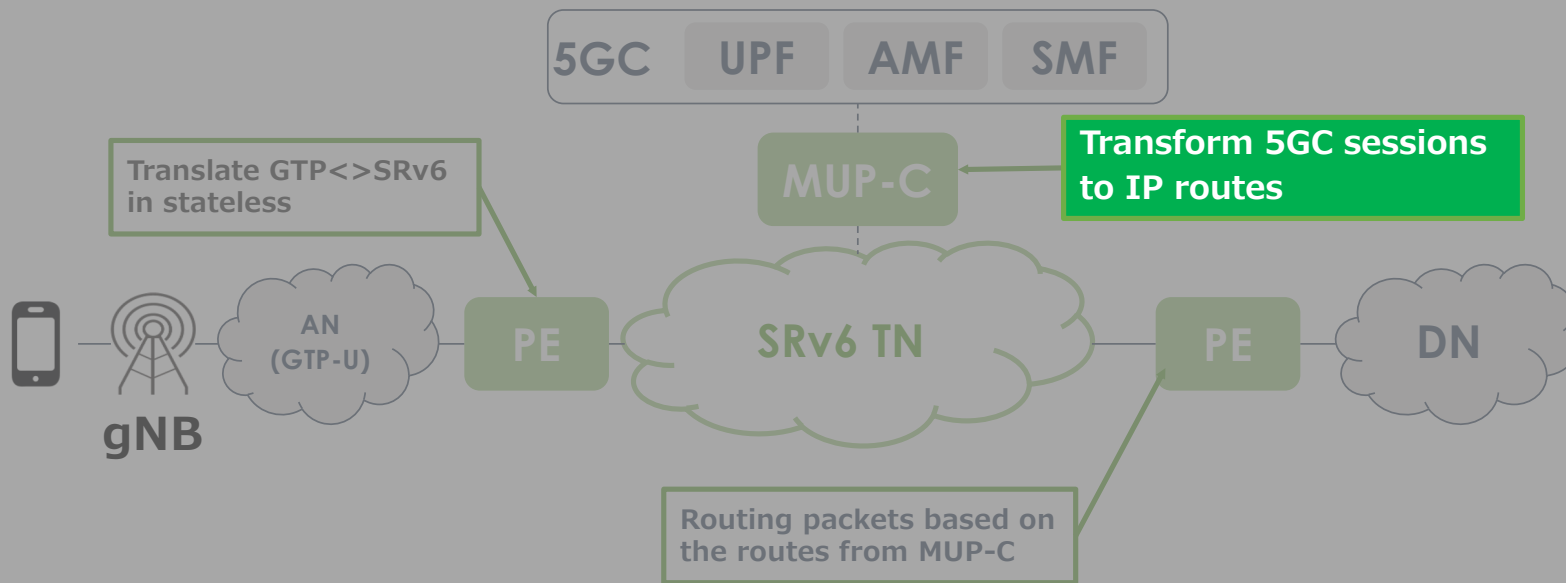 5GC UPF AMF SMF
Translate GTP<>SRv6
in stateless
MUP-C
Transform 5GC sessions
to IP routes
gNB
AN
(GTP-U)
PE
SRv6 TN
PE
DN
Routing packets based on
the routes from MUP-C